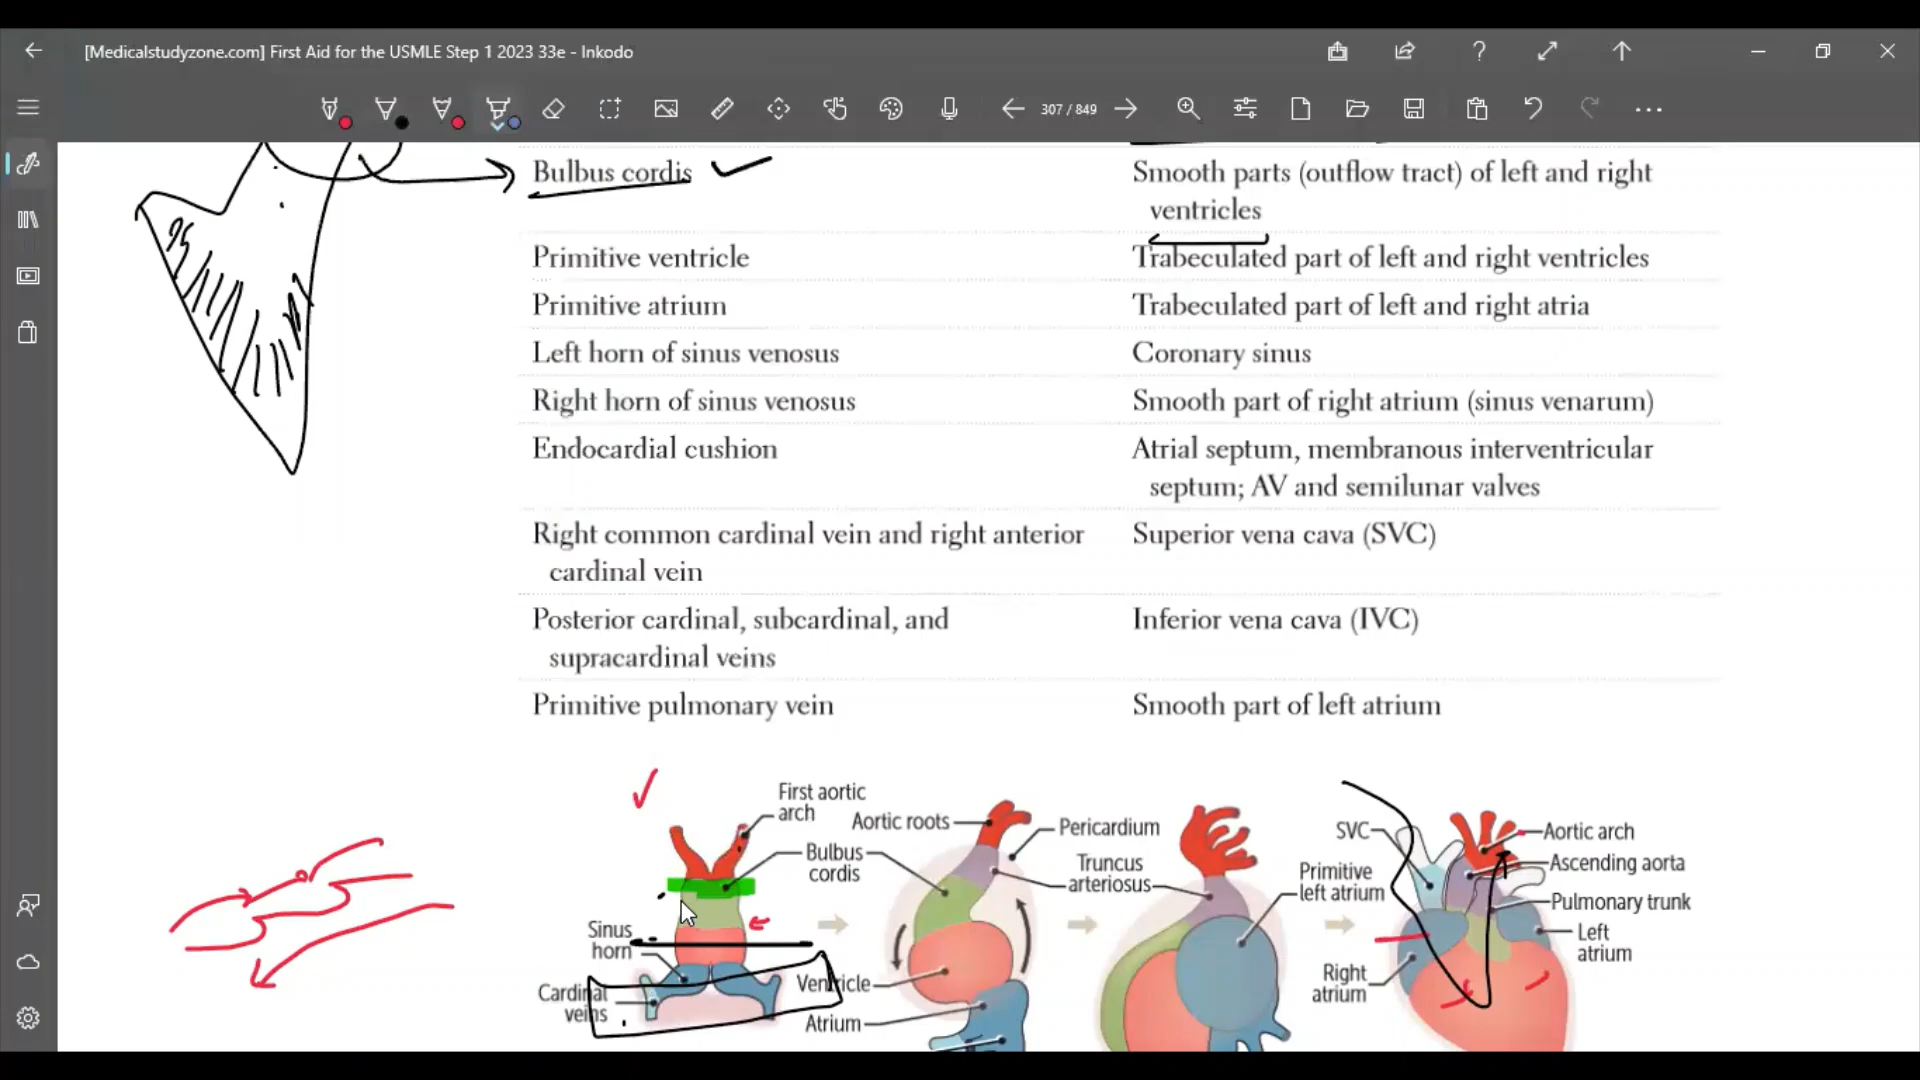 [Medicalstudyzone.com] First Aid for the USMLE Step 1 2023 33e - Inkodo
307 / 849
Bulbus cordis
Smooth parts (outflow tract) of left and right
ventricles
Primitive ventricle
Trabeculated part of left and right ventricles
Primitive atrium
Trabeculated part of left and right atria
Left horn of sinus venosus
Coronary sinus
Right horn of sinus venosus
Smooth part of right atrium (sinus venarum)
Endocardial cushion
Atrial septum, membranous interventricular
septum; AV and semilunar valves
Right common cardinal vein and right anterior
cardinal vein
Superior vena cava (SVC)
Posterior cardinal, subcardinal, and
supracardinal veins
Inferior vena cava (IVC)
Primitive pulmonary vein
Smooth part of left atrium
First aortic
arch
Bulbus
cordis
Sinus
horn
Cardinal
veins
Aortic roots
Pericardium
Truncus
arteriosus
Ventricle
Atrium
Primitive
left atrium
SVC
Right
atrium
Aortic arch
Ascending aorta
Pulmonary trunk
Left
atrium